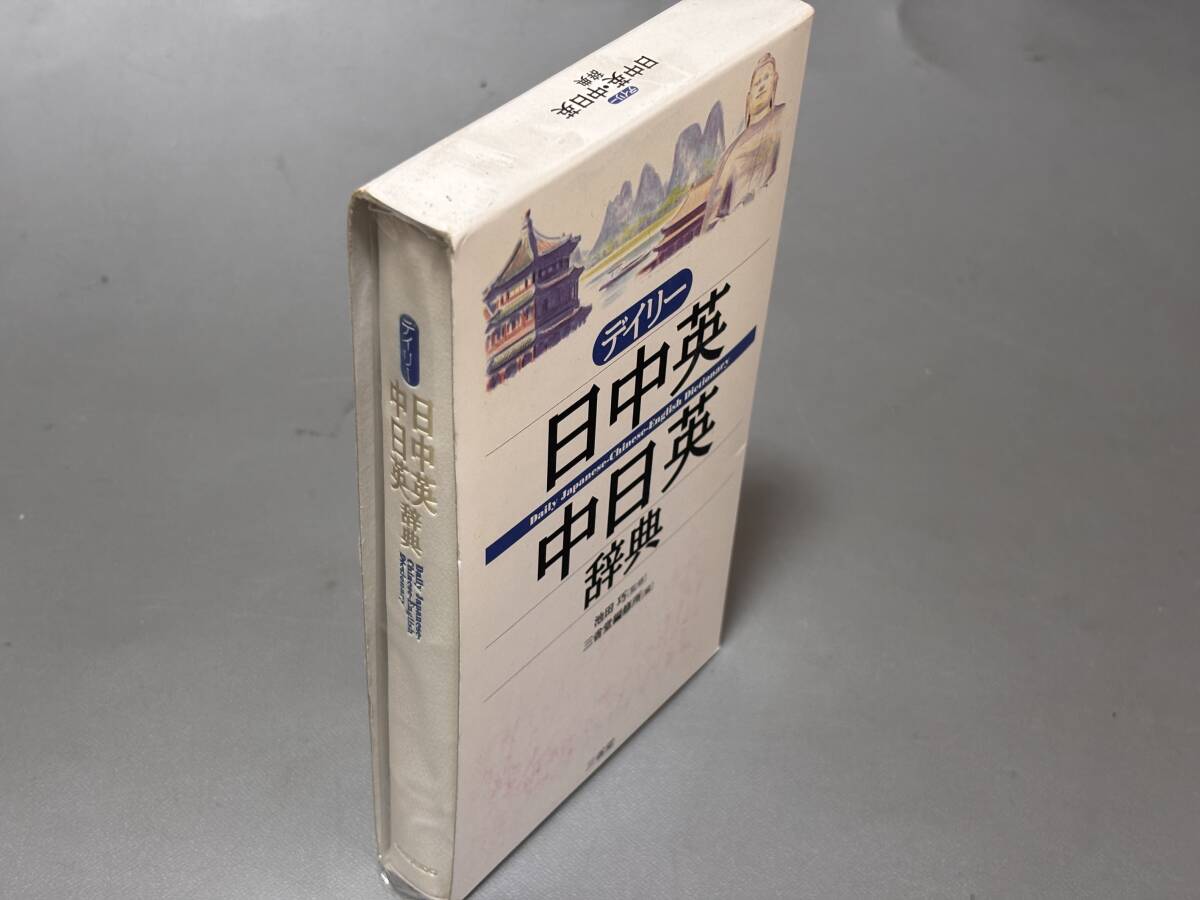 日中英・中日英
デイリー
辞典
デイリー
日中英
Daily Japanese-Chinese-English Dictionary
中日英
辞典
池田 巧[監修]
三省堂編修所[編]
三省堂
デイリー
日中英
中日英
辞典
Daily Japanese-
Chinese-English
Dictionary